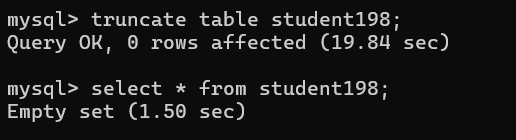 mysql> truncate table student198;
Query OK, 0 rows affected (19.84 sec)
mysql> select * from student198;
Empty set (1.50 sec)